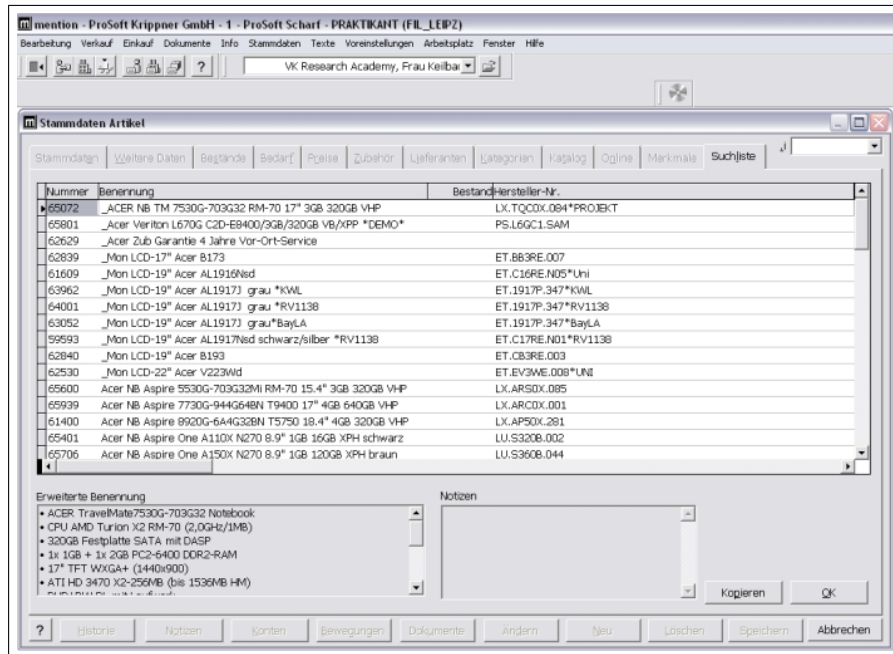 mention - ProSoft Krippner GmbH - 1 - ProSoft Scharf - PRAKTIKANT (FIL_LEIPZ)
Bearbeitung Verkauf Einkauf Dokumente Info Stammdaten Texte Voreinstellungen Arbeitsplatz Fenster Hilfe
? VK Research Academy, Frau Keilba
Stammdaten Artikel
Stammdaten Weitere Daten Bestände Bedarf Preise Zubehör Lieferanten Kategorien Katalog Online Merkmale Suchliste
Nummer Benennung Bestand Hersteller-Nr.
65072 _ACER NB TM 7530G-703G32 RM-70 17" 3GB 320GB VHP LX.TQC0X.084*PROJEKT
65801 _Acer Veriton L670G C2D-E8400/3GB/320GB VB/XPP *DEMO* PS.L6GC1.SAM
62629 _Acer Zub Garantie 4 Jahre Vor-Ort-Service
62839 _Mon LCD-17" Acer B173 ET.BB3RE.007
61609 _Mon LCD-19" Acer AL1916Nsd ET.C16RE.N05*Uni
63962 _Mon LCD-19" Acer AL1917J grau *KWL ET.1917P.347*KWL
64001 _Mon LCD-19" Acer AL1917J grau *RV1138 ET.1917P.347*RV1138
63052 _Mon LCD-19" Acer AL1917J grau*BayLA ET.1917P.347*BayLA
59593 _Mon LCD-19" Acer AL1917Nsd schwarz/silber *RV1138 ET.C17RE.N01*RV1138
62840 _Mon LCD-19" Acer B193 ET.CB3RE.003
62530 _Mon LCD-22" Acer V223Wd ET.EV3WE.008*UNI
65600 Acer NB Aspire 5530G-703G32Mi RM-70 15.4" 3GB 320GB VHP LX.ARS0X.085
65939 Acer NB Aspire 7730G-944G64BN T9400 17" 4GB 640GB VHP LX.ARC0X.001
61400 Acer NB Aspire 8920G-6A4G32BN T5750 18.4" 4GB 320GB VHP LX.AP50X.281
65401 Acer NB Aspire One A110X N270 8.9" 1GB 16GB XPH schwarz LU.S320B.002
65706 Acer NB Aspire One A150X N270 8.9" 1GB 120GB XPH braun LU.S360B.044
Erweiterte Benennung Notizen
• ACER TravelMate7530G-703G32 Notebook
• CPU AMD Turion X2 RM-70 (2,0GHz/1MB)
• 320GB Festplatte SATA mit DASP
• 1x 1GB + 1x 2GB PC2-6400 DDR2-RAM
• 17" TFT WXGA+ (1440x900)
• ATI HD 3470 X2-256MB (bis 1536MB HM)
Kopieren OK
? Historie Notizen Konten Bewegungen Dokumente Ändern Neu Löschen Speichern Abbrechen